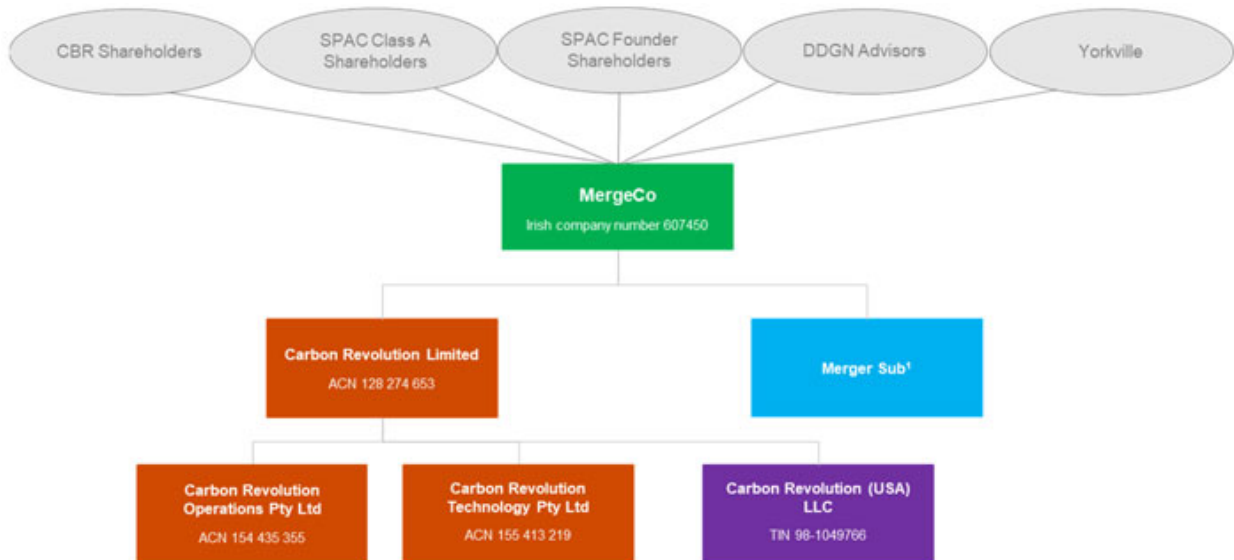 CBR Shareholders
SPAC Class A
Shareholders
SPAC Founder
Shareholders
DDGN Advisors
Yorkville
MergeCo
Irish company number 607450
Carbon Revolution Limited
ACN 128 274 653
Merger Sub¹
Carbon Revolution
Operations Pty Ltd
ACN 154 435 355
Carbon Revolution
Technology Pty Ltd
ACN 155 413 219
Carbon Revolution (USA)
LLC
TIN 98-1049766